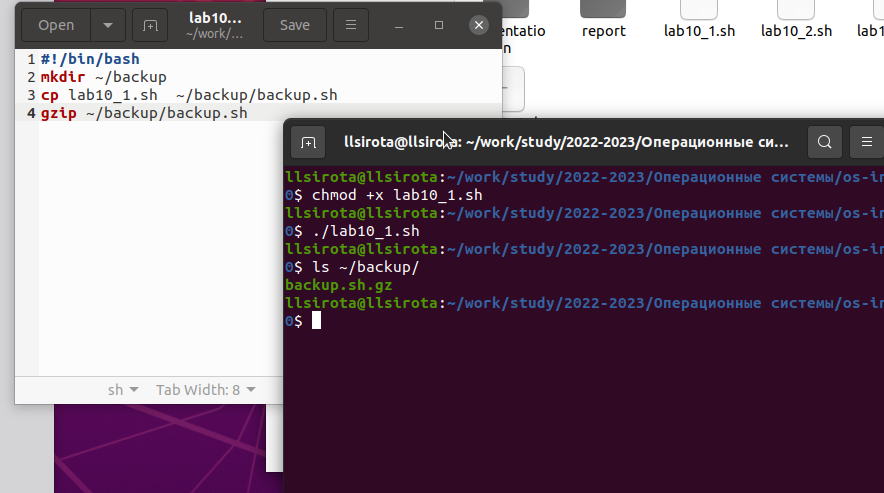 Open
lab10...
~/work/...
Save
1 #!/bin/bash
2 mkdir ~/backup
3 cp lab10_1.sh  ~/backup/backup.sh
4 gzip ~/backup/backup.sh
sh
Tab Width: 8
entatio
n
report
lab10_1.sh
lab10_2.sh
lab1
llsirota@llsirota: ~/work/study/2022-2023/Операционные си...
llsirota@llsirota:~/work/study/2022-2023/Операционные системы/os-in
0$ chmod +x lab10_1.sh
llsirota@llsirota:~/work/study/2022-2023/Операционные системы/os-in
0$ ./lab10_1.sh
llsirota@llsirota:~/work/study/2022-2023/Операционные системы/os-in
0$ ls ~/backup/
backup.sh.gz
llsirota@llsirota:~/work/study/2022-2023/Операционные системы/os-in
0$